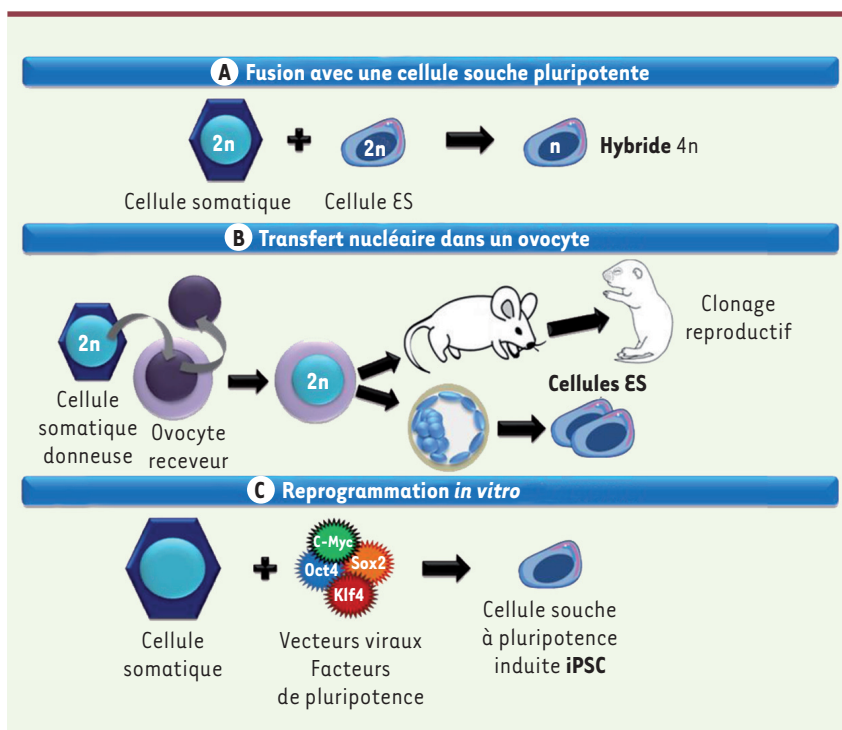 A Fusion avec une cellule souche pluripotente
2n
2n
n
Hybride 4n
Cellule somatique
Cellule ES
B Transfert nucléaire dans un ovocyte
2n
2n
Clonage
reproductif
Cellules ES
Cellule
somatique
donneuse
Ovocyte
receveur
C Reprogrammation in vitro
C-Myc
Oct4
Sox2
Klf4
Cellule
somatique
Vecteurs viraux
Facteurs
de pluripotence
Cellule souche
à pluripotence
induite iPSC